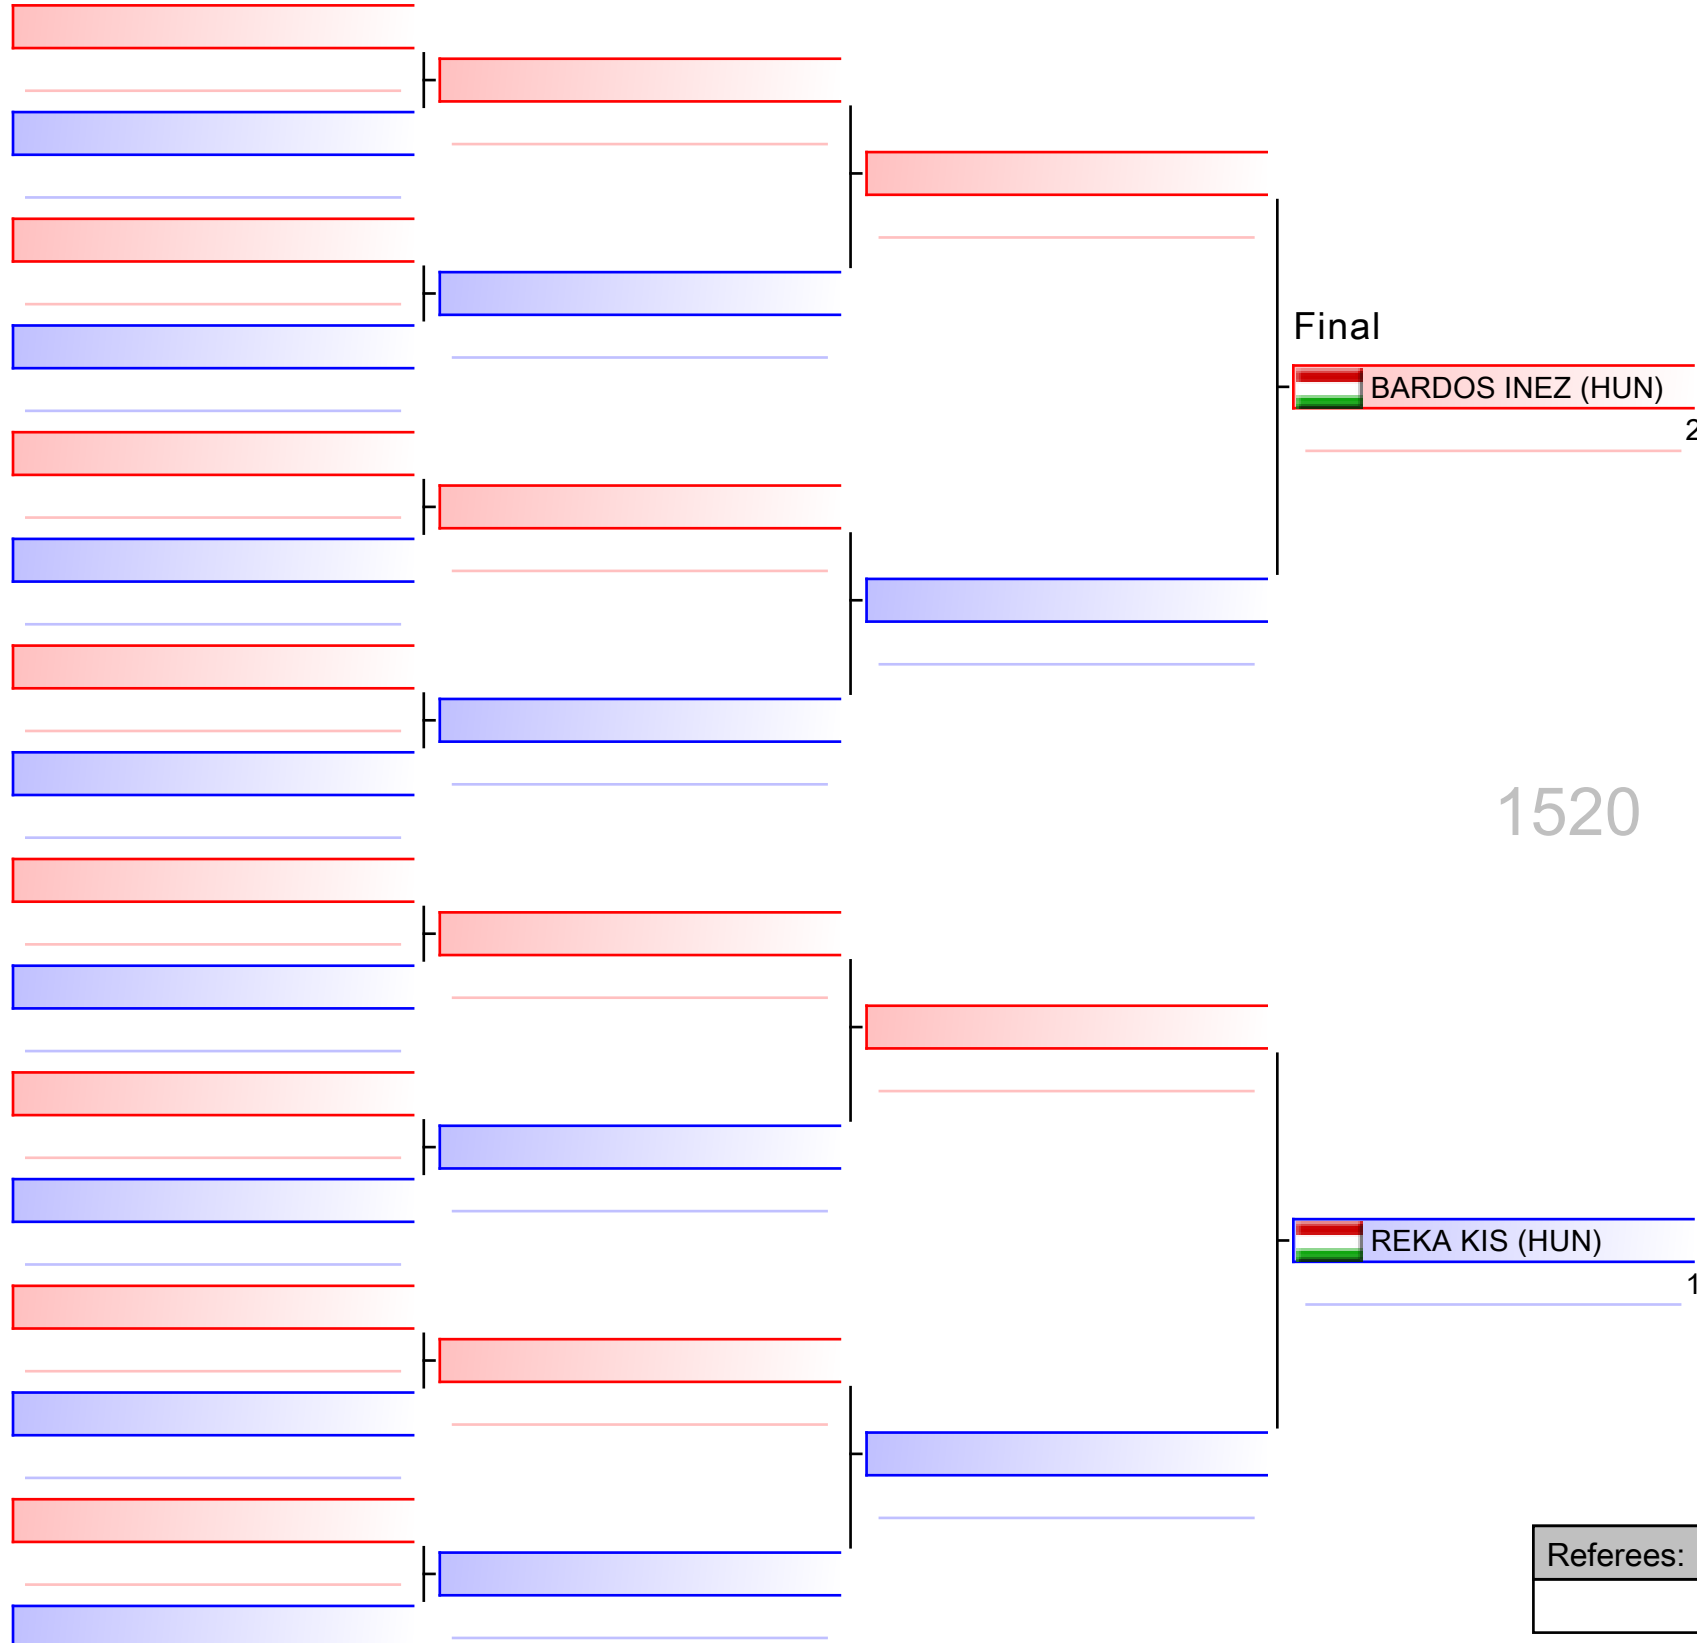 Final
BARDOS INEZ (HUN)
2
1520
REKA KIS (HUN)
1
Referees: